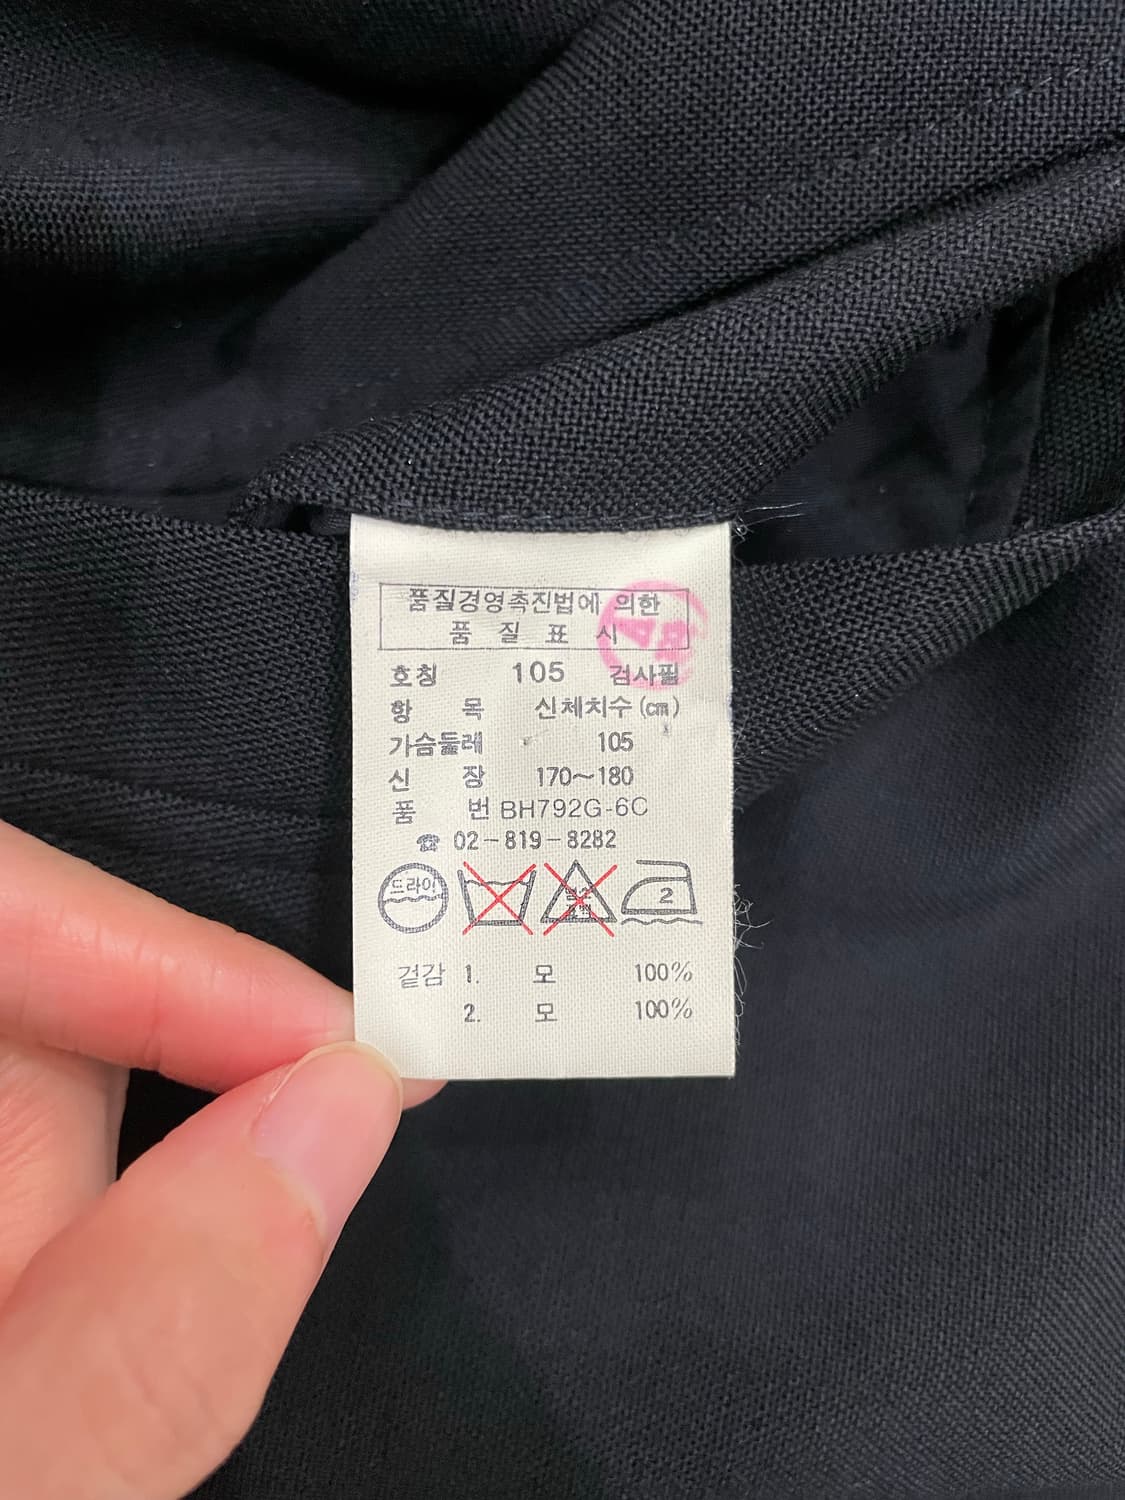 품질경영촉진법에 의한
품 질 표 시
호칭 105 검사필
항 목 신체치수(cm)
가슴둘레 105
신 장 170~180
품 번 BH792G-6C
☎ 02-819-8282
드라이
2
겉감 1. 모 100%
2. 모 100%